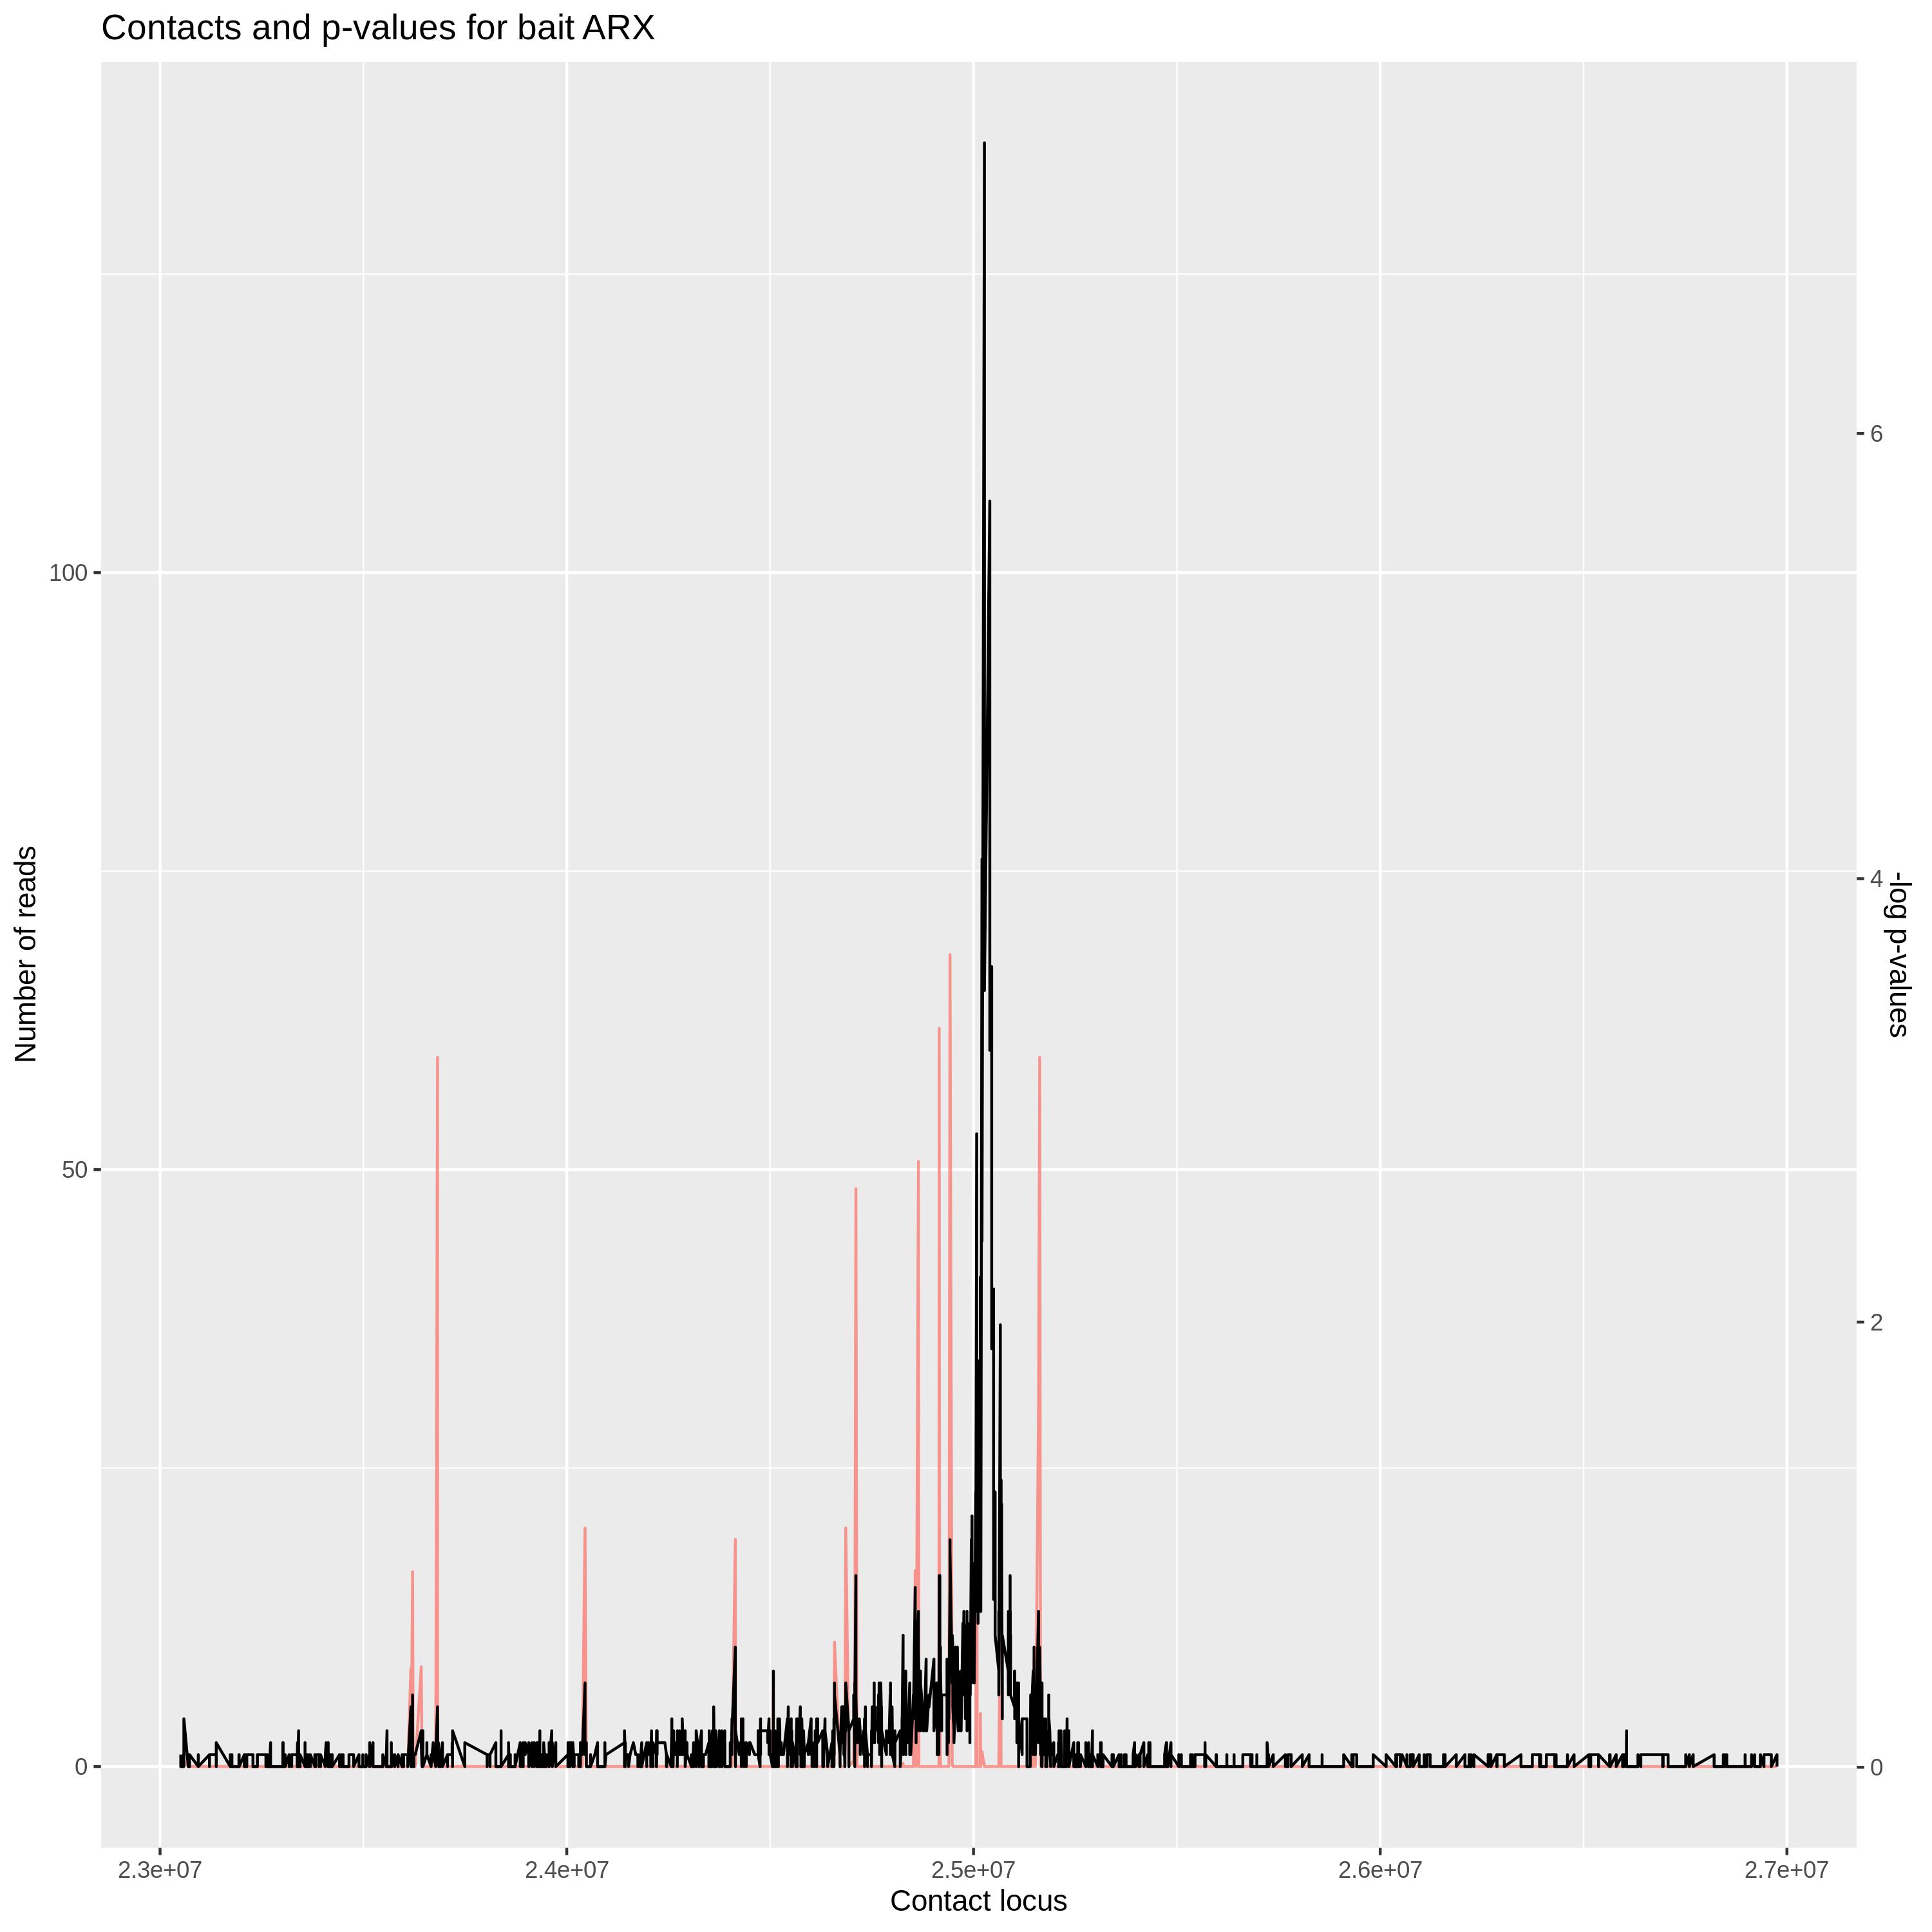 Contacts and p-values for bait ARX
Number of reads
100
50
0
6
4
2
0
-log p-values
2.3e+07 2.4e+07 2.5e+07 2.6e+07 2.7e+07
Contact locus